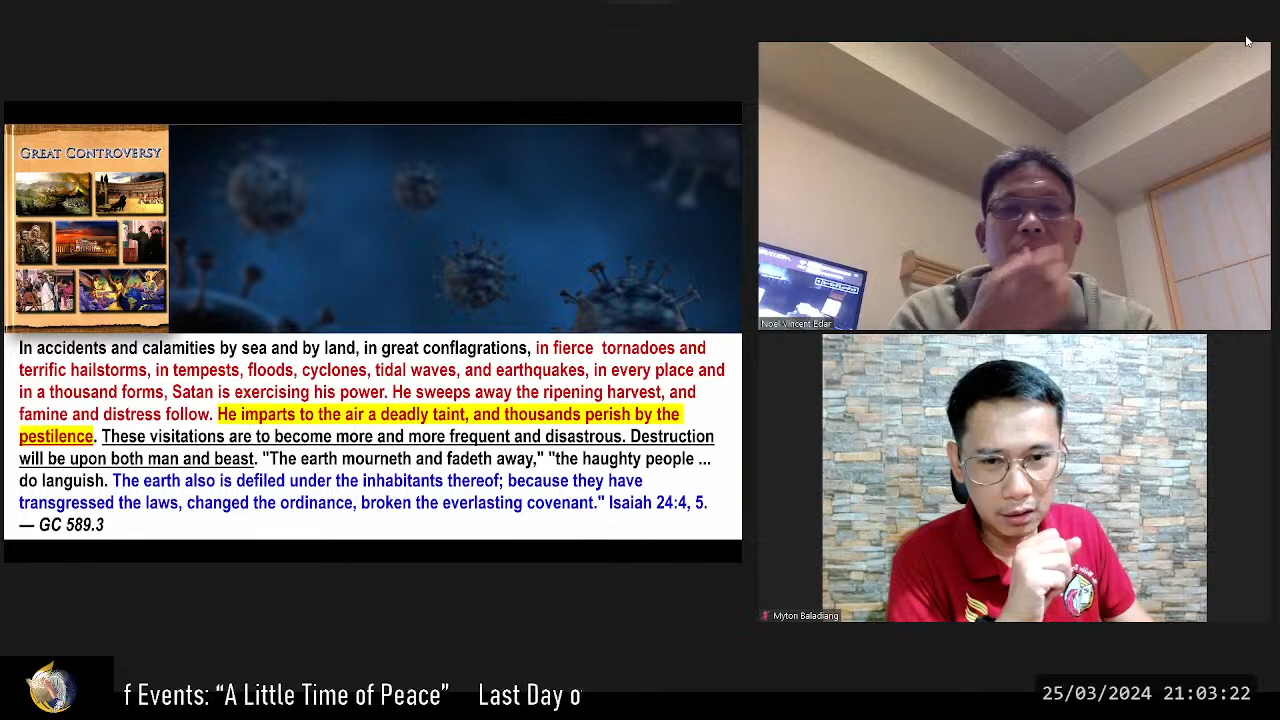 GREAT CONTROVERSY
In accidents and calamities by sea and by land, in great conflagrations, in fierce tornadoes and
terrific hailstorms, in tempests, floods, cyclones, tidal waves, and earthquakes, in every place and
in a thousand forms, Satan is exercising his power. He sweeps away the ripening harvest, and
famine and distress follow. He imparts to the air a deadly taint, and thousands perish by the
pestilence. These visitations are to become more and more frequent and disastrous. Destruction
will be upon both man and beast. "The earth mourneth and fadeth away," "the haughty people ...
do languish. The earth also is defiled under the inhabitants thereof; because they have
transgressed the laws, changed the ordinance, broken the everlasting covenant." Isaiah 24:4, 5.
— GC 589.3
Noel Vincent Edar
Myton Baladiang
f Events: “A Little Time of Peace” Last Day o
25/03/2024 21:03:22